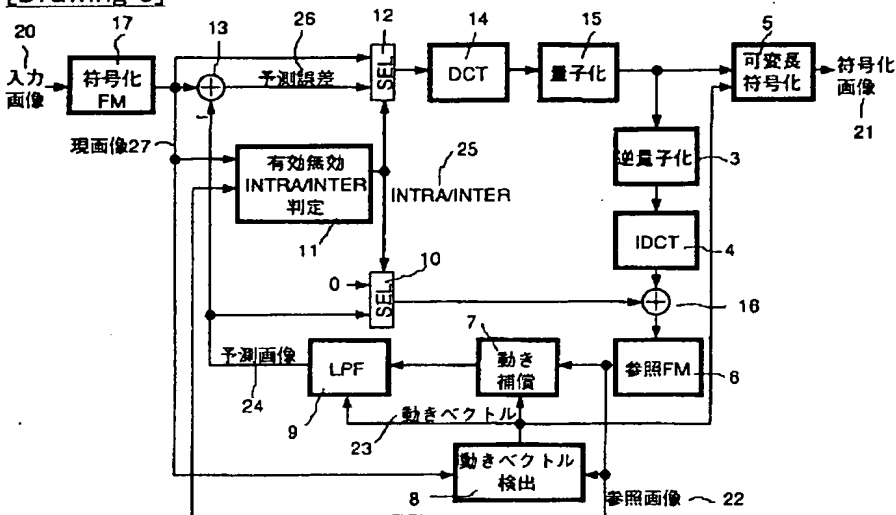 20
入力
画像
17
符号化
FM
13
26
予測誤差
12
SEL
14
DCT
15
量子化
5
可変長
符号化
符号化
画像
21
現画像27
有効無効
INTRA/INTER
判定
11
25
INTRA/INTER
逆量子化
3
IDCT
4
0
SEL
10
16
予測画像
24
LPF
9
7
動き
補償
参照FM
6
動きベクトル
23
動きベクトル
検出
8
参照画像
22